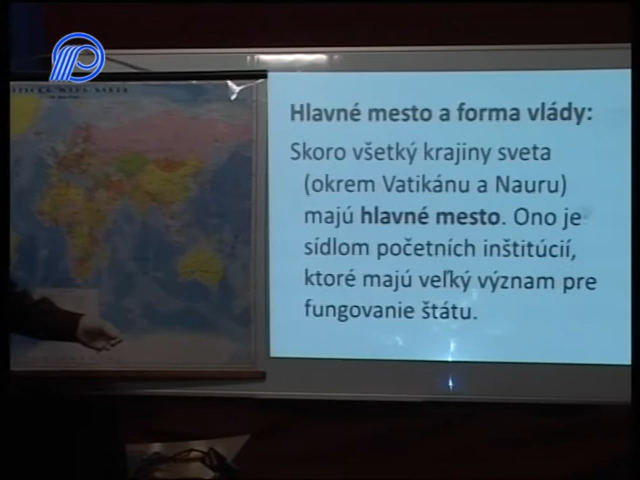 Hlavné mesto a forma vlády:
Skoro všetký krajiny sveta
(okrem Vatikánu a Nauru)
majú hlavné mesto. Ono je
sídlom početních inštitúcií,
ktoré majú veľký význam pre
fungovanie štátu.